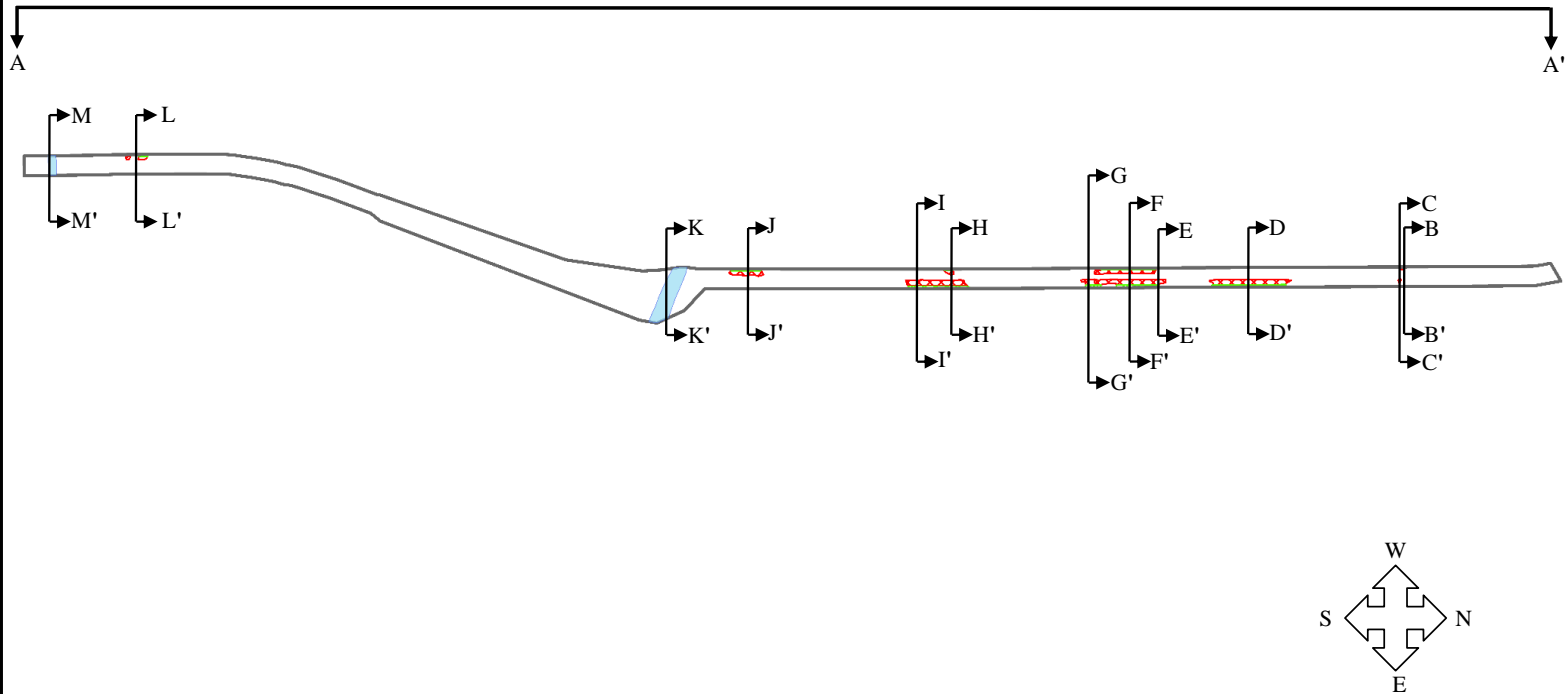 A A'
M L
M' L'
G
I F C
K J H E D B
K' J' H' E' D' B'
I' F' C'
G'
W
S N
E